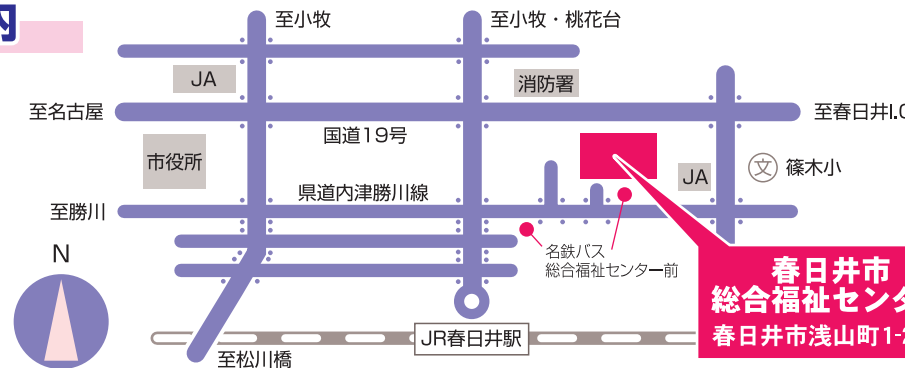 内
至小牧
至小牧・桃花台
JA
消防署
至名古屋
至春日井I.C
国道19号
市役所
JA
文
篠木小
県道内津勝川線
至勝川
N
名鉄バス
総合福祉センター前
春日井市
総合福祉センタ
春日井市浅山町1-2
JR春日井駅
至松川橋